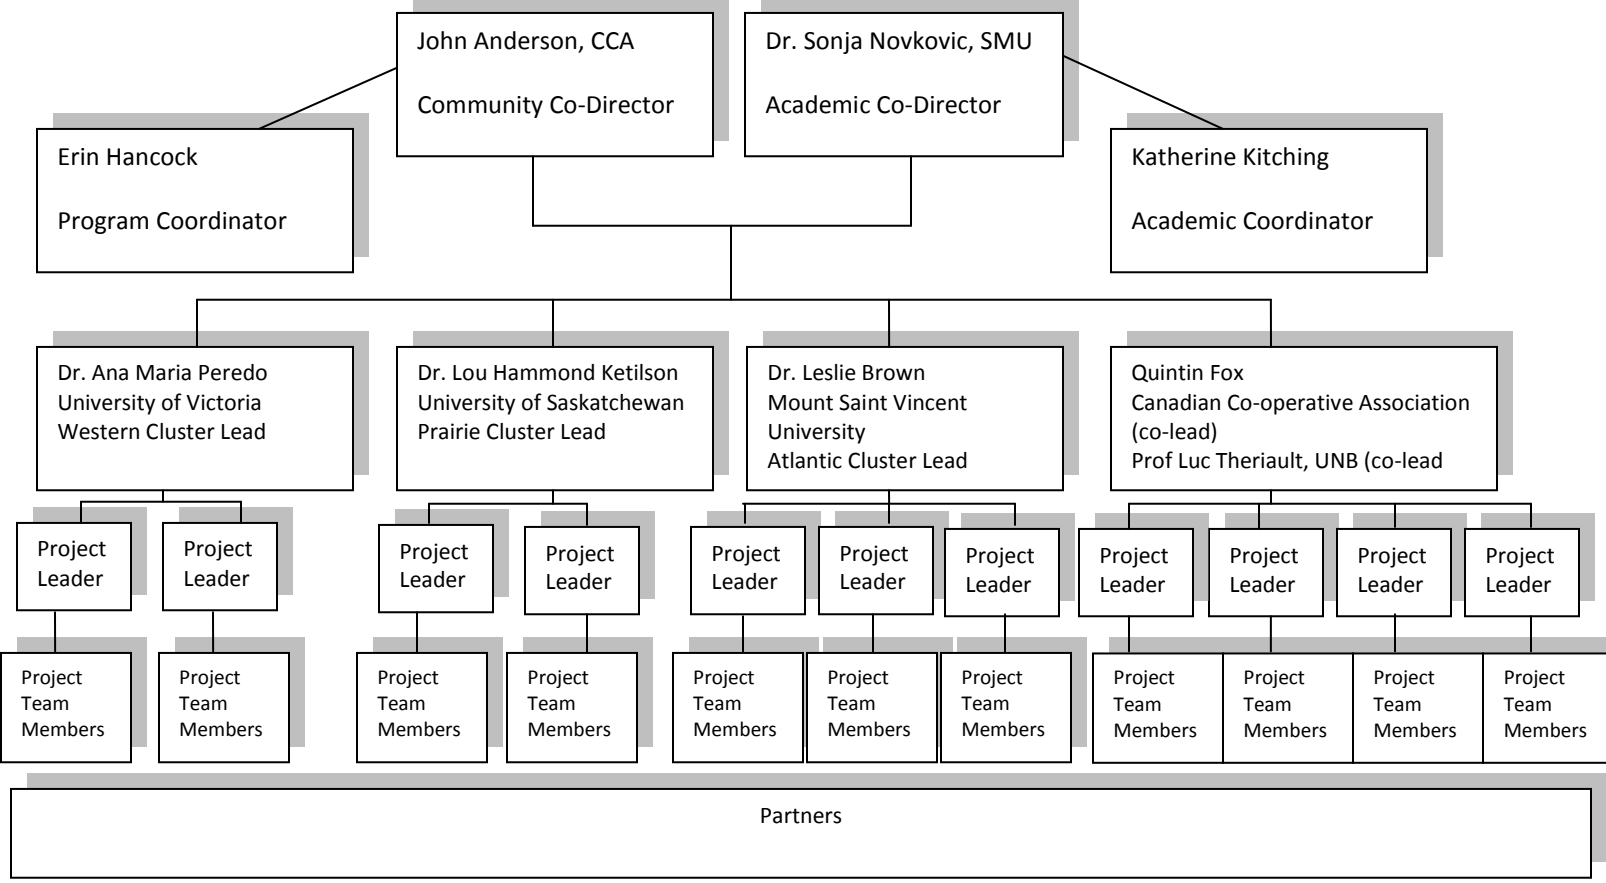 John Anderson, CCA
Community Co-Director
Dr. Sonja Novkovic, SMU
Academic Co-Director
Erin Hancock
Program Coordinator
Katherine Kitching
Academic Coordinator
Dr. Ana Maria Peredo
University of Victoria
Western Cluster Lead
Dr. Lou Hammond Ketilson
University of Saskatchewan
Prairie Cluster Lead
Dr. Leslie Brown
Mount Saint Vincent
University
Atlantic Cluster Lead
Quintin Fox
Canadian Co-operative Association
(co-lead)
Prof Luc Theriault, UNB (co-lead
Project
Leader
Project
Leader
Project
Leader
Project
Leader
Project
Leader
Project
Leader
Project
Leader
Project
Leader
Project
Leader
Project
Leader
Project
Leader
Project
Team
Members
Project
Team
Members
Project
Team
Members
Project
Team
Members
Project
Team
Members
Project
Team
Members
Project
Team
Members
Project
Team
Members
Project
Team
Members
Project
Team
Members
Project
Team
Members
Partners